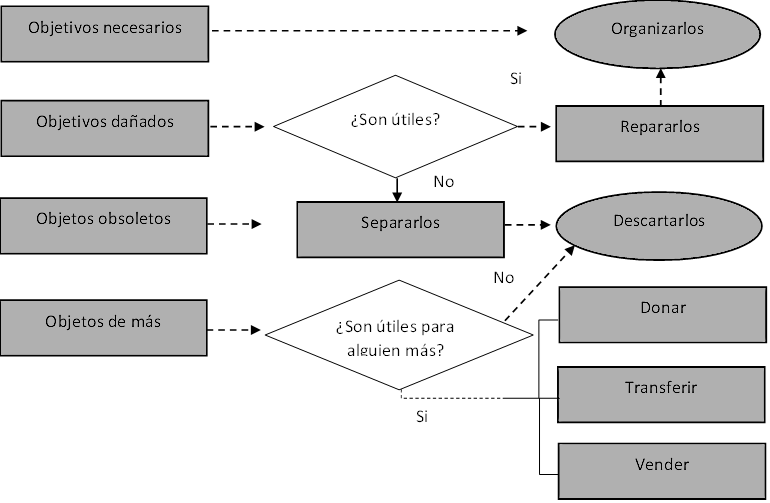 Objetivos necesarios
Organizarlos
Si
Objetivos dañados
¿Son útiles?
Repararlos
No
Objetos obsoletos
Separarlos
Descartarlos
No
Objetos de más
¿Son útiles para
alguien más?
Donar
Transferir
Si
Vender